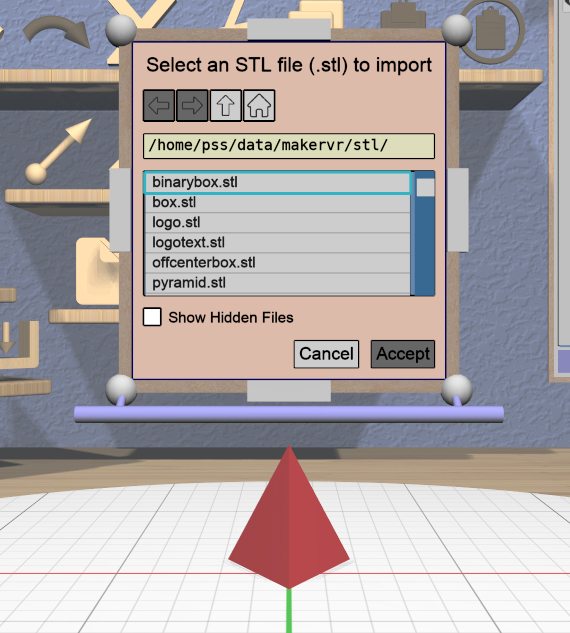 Select an STL file (.stl) to import
/home/pss/data/makervr/stl/
binarybox.stl
box.stl
logo.stl
logotext.stl
offcenterbox.stl
pyramid.stl
Show Hidden Files
Cancel Accept